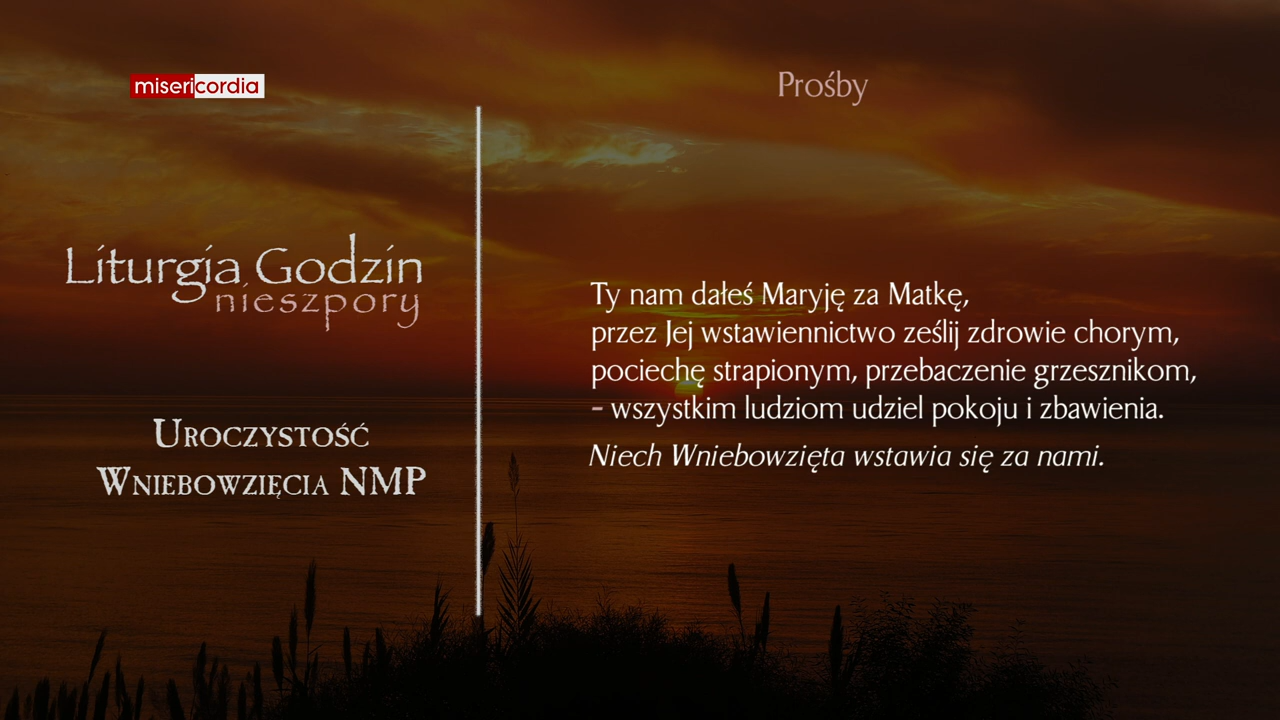 misericordia
Liturgia Godzin
nieszpory
Uroczystość
Wniebowzięcia NMP
Prośby
Ty nam dałeś Maryję za Matkę,
przez Jej wstawiennictwo ześlij zdrowie chorym,
pociechę strapionym, przebaczenie grzesznikom,
- wszystkim ludziom udziel pokoju i zbawienia.
Niech Wniebowzięta wstawia się za nami.